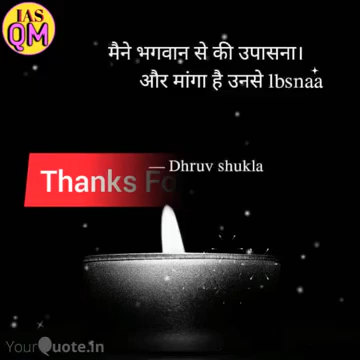 IAS
QM
मैने भगवान से की उपासना।
और मांगा है उनसे lbsnaa
— Dhruv shukla
Thanks Fo
YourQuote.in